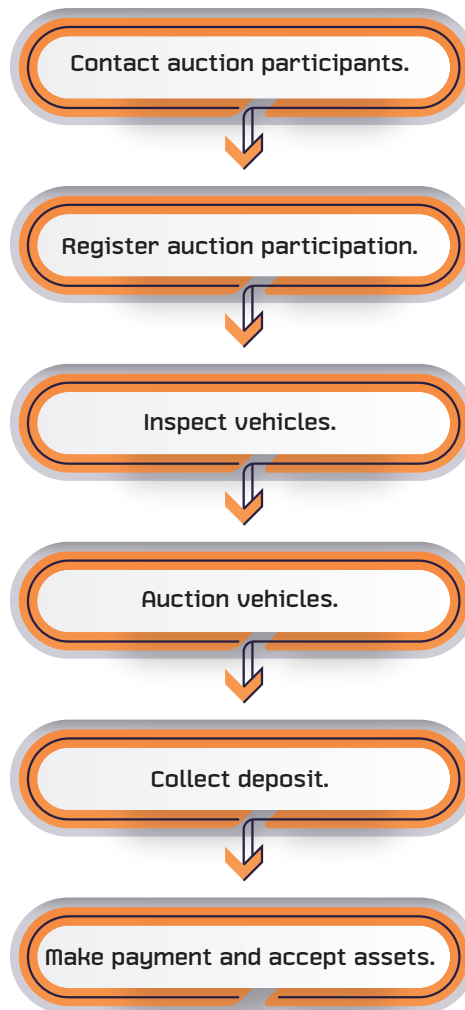 Contact auction participants.
Register auction participation.
Inspect vehicles.
Auction vehicles.
Collect deposit.
Make payment and accept assets.